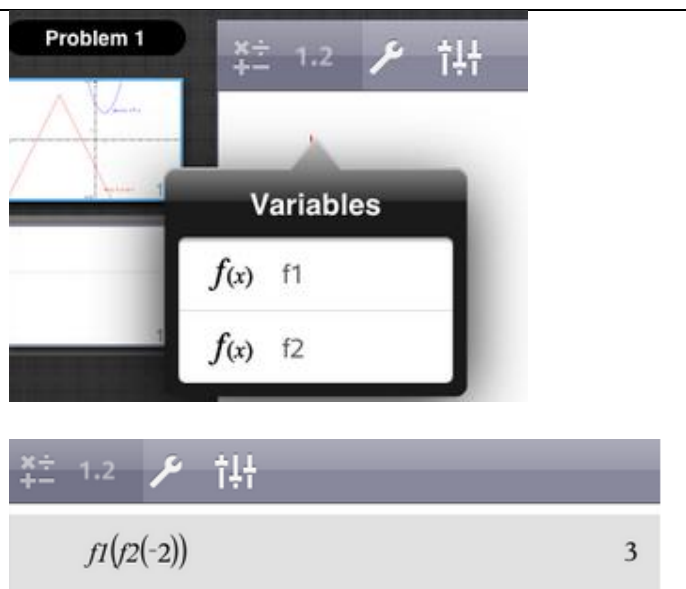 Problem 1
1.2
Variables
f(x) f1
f(x) f2
1.2
f1(f2(-2)) 3